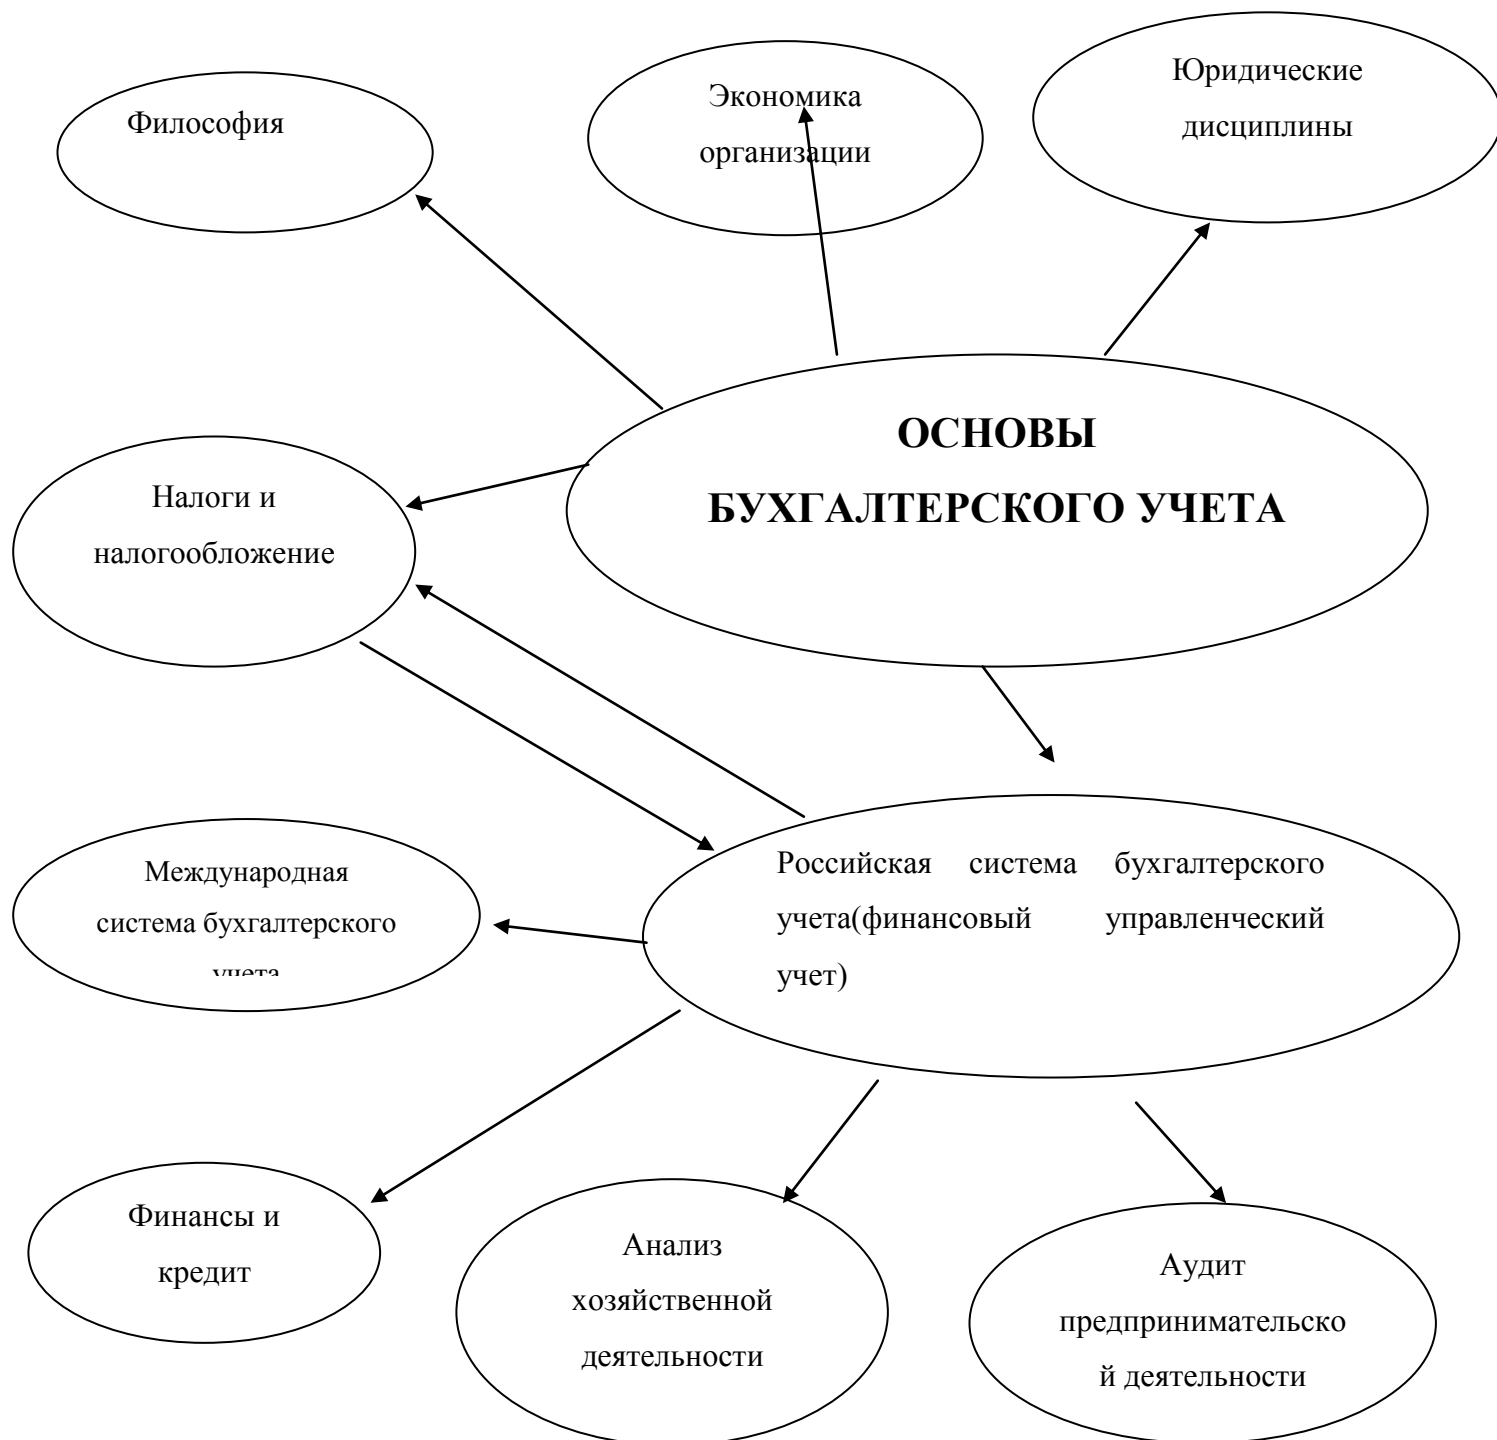 Философия
Экономика
организации
Юридические
дисциплины
ОСНОВЫ
БУХГАЛТЕРСКОГО УЧЕТА
Налоги и
налогообложение
Российская система бухгалтерского
учета(финансовый управленческий
учет)
Международная
система бухгалтерского
учета
Финансы и
кредит
Анализ
хозяйственной
деятельности
Аудит
предпринимательско
й деятельности